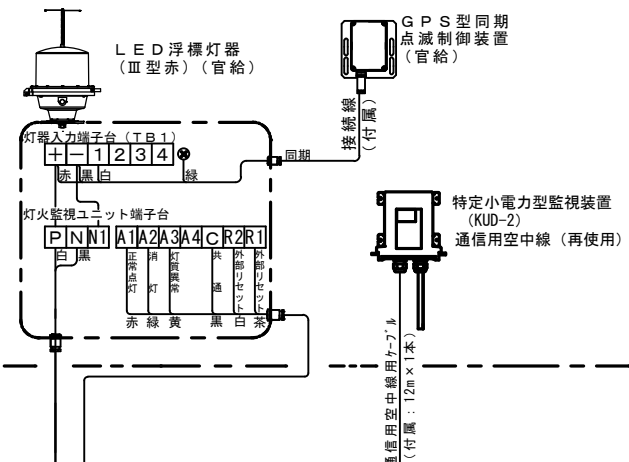 LED浮標灯器
(Ⅲ型赤)(官給)
GPS型同期
点滅制御装置
(官給)
接続線
(付属)
灯器入力端子台(TB1)
+ - 1 2 3 4
赤 黒 白 緑
同期
灯火監視ユニット端子台
P N N1 A1 A2 A3 A4 C R2 R1
白 黒
正常点灯
消灯
灯質異常
共通
外部リセット
外部リセット
赤 緑 黄 黒 白 茶
特定小電力型監視装置
(KUD-2)
通信用空中線(再使用)
通信用空中線用ケーブル
(付属:12m×1本)